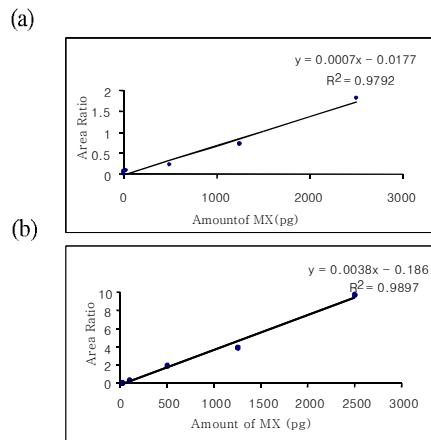 (a)
y = 0.0007x − 0.0177
R2 = 0.9792
Area Ratio
2
1.5
1
0.5
0
0 1000 2000 3000
Amountof MX(pg)
(b)
y = 0.0038x − 0.186
R2 = 0.9897
Area Ratio
10
8
6
4
2
0
0 500 1000 1500 2000 2500 3000
Amount of MX (pg)